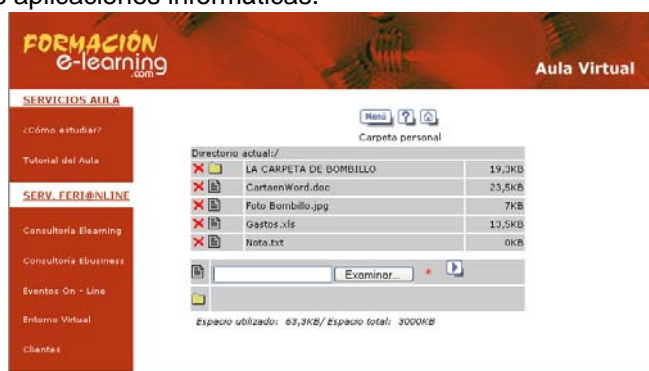 s aplicaciones informáticas.
FORMACIÓN
e-learning
.com
Aula Virtual
SERVICIOS AULA
¿Cómo estudiar?
Tutorial del Aula
SERV. FERI@NLINE
Consultoría Elearning
Consultoría Ebusiness
Eventos On - Line
Entorno Virtual
Clientes
Menú ?
Carpeta personal
Directorio actual:/
LA CARPETA DE BOMBILLO 19,3KB
CartaenWord.doc 23,5KB
Foto Bombillo.jpg 7KB
Gastos.xls 13,5KB
Nota.txt 0KB
Examinar... *
Espacio utilizado: 63,3KB/ Espacio total: 3000KB